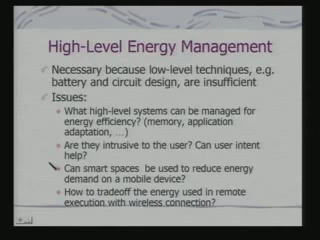 High-Level Energy Management
Necessary because low-level techniques, e.g.
battery and circuit design, are insufficient
Issues:
What high-level systems can be managed for
energy efficiency? (memory, application
adaptation, …)
Are they intrusive to the user? Can user intent
help?
Can smart spaces be used to reduce energy
demand on a mobile device?
How to tradeoff the energy used in remote
execution with wireless connection?